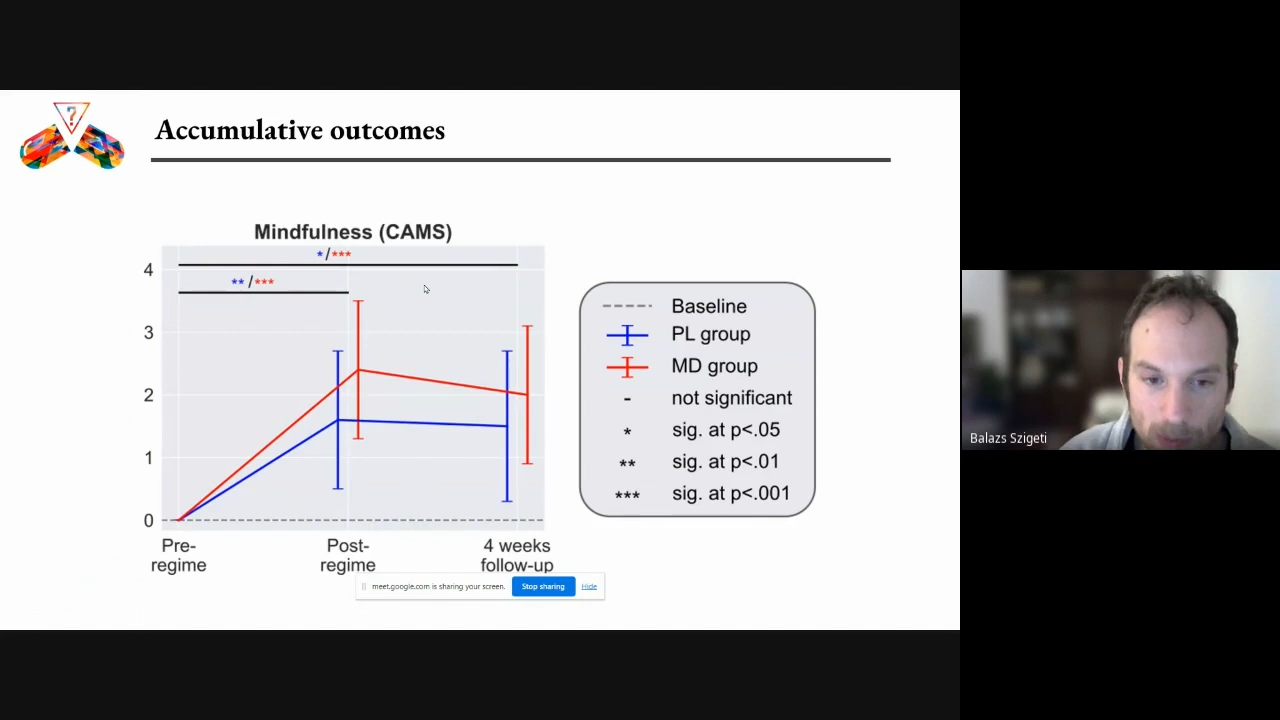 ?
Accumulative outcomes
Mindfulness (CAMS)
*/***
**/***
4
3
2
1
0
Pre-
regime
Post-
regime
4 weeks
follow-up
Baseline
PL group
MD group
- not significant
* sig. at p<.05
** sig. at p<.01
*** sig. at p<.001
meet.google.com is sharing your screen. Stop sharing Hide
Balazs Szigeti